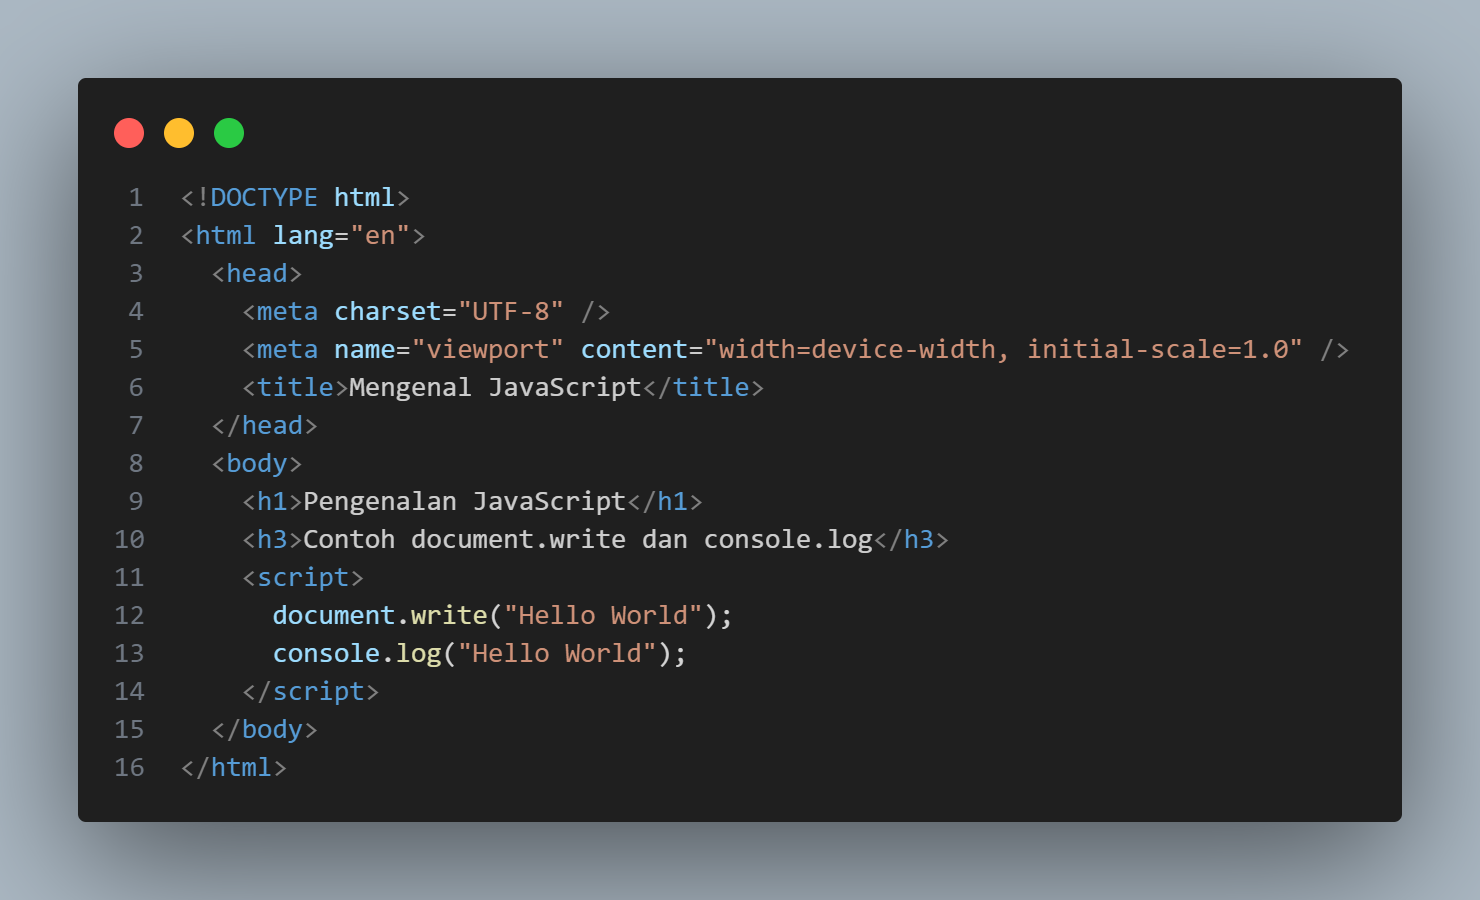 1 <!DOCTYPE html>
2 <html lang="en">
3   <head>
4     <meta charset="UTF-8" />
5     <meta name="viewport" content="width=device-width, initial-scale=1.0" />
6     <title>Mengenal JavaScript</title>
7   </head>
8   <body>
9     <h1>Pengenalan JavaScript</h1>
10     <h3>Contoh document.write dan console.log</h3>
11     <script>
12       document.write("Hello World");
13       console.log("Hello World");
14     </script>
15   </body>
16 </html>